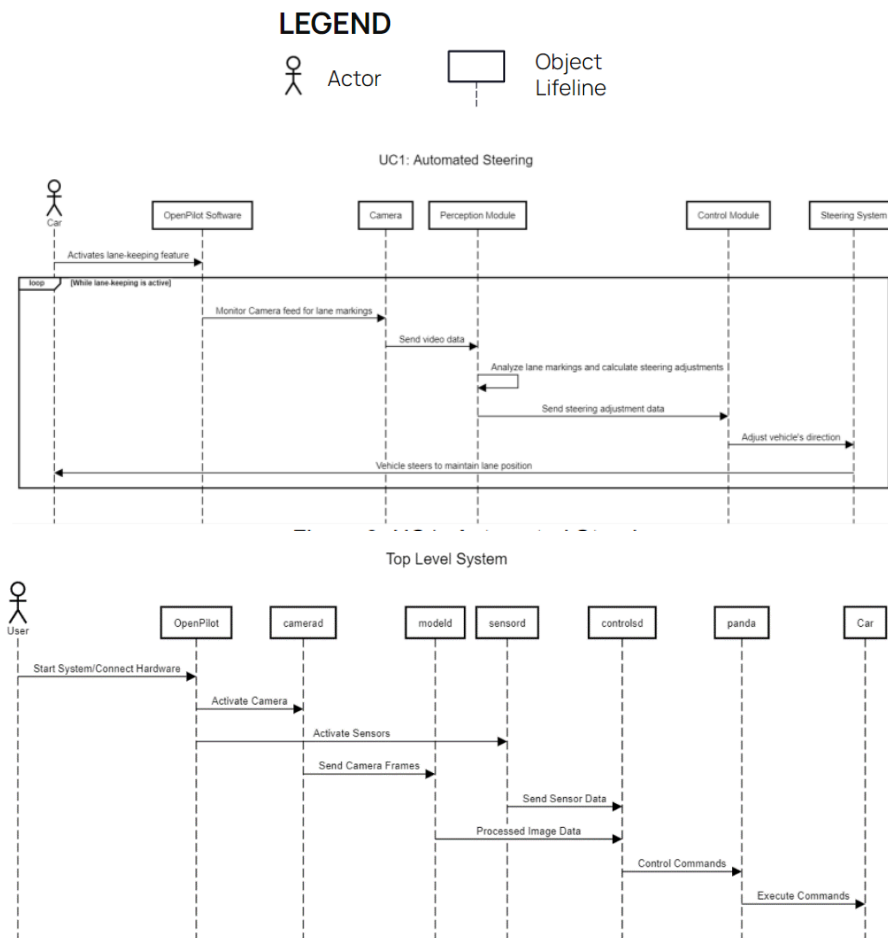 LEGEND
Actor
Object
Lifeline
UC1: Automated Steering
Car
OpenPilot Software
Camera
Perception Module
Control Module
Steering System
Activates lane-keeping feature
loop
[While lane-keeping is active]
Monitor Camera feed for lane markings
Send video data
Analyze lane markings and calculate steering adjustments
Send steering adjustment data
Adjust vehicle's direction
Vehicle steers to maintain lane position
Top Level System
User
OpenPilot
camerad
modeld
sensord
controlsd
panda
Car
Start System/Connect Hardware
Activate Camera
Activate Sensors
Send Camera Frames
Send Sensor Data
Processed Image Data
Control Commands
Execute Commands